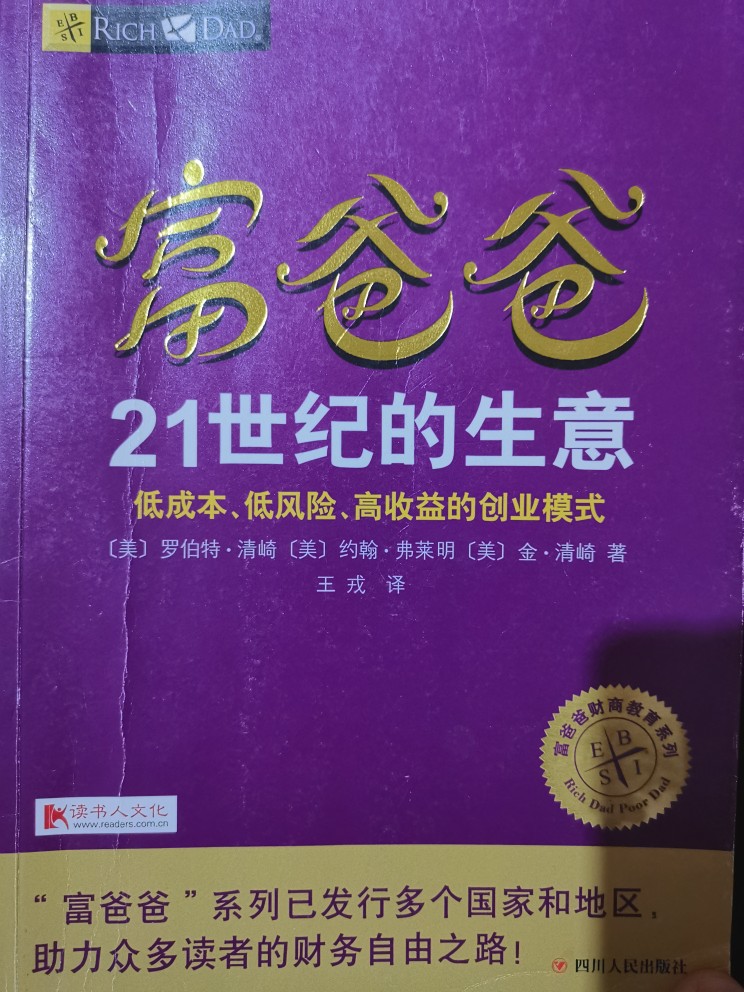 E B S I RICH DAD
富爸爸
21世纪的生意
低成本、低风险、高收益的创业模式
〔美〕罗伯特·清崎〔美〕约翰·弗莱明〔美〕金·清崎 著
王戎 译
富爸爸财商教育系列
E B S I
Rich Dad Poor Dad
读书人文化
www.readers.com.cn
“富爸爸”系列已发行多个国家和地区，
助力众多读者的财务自由之路！
四川人民出版社